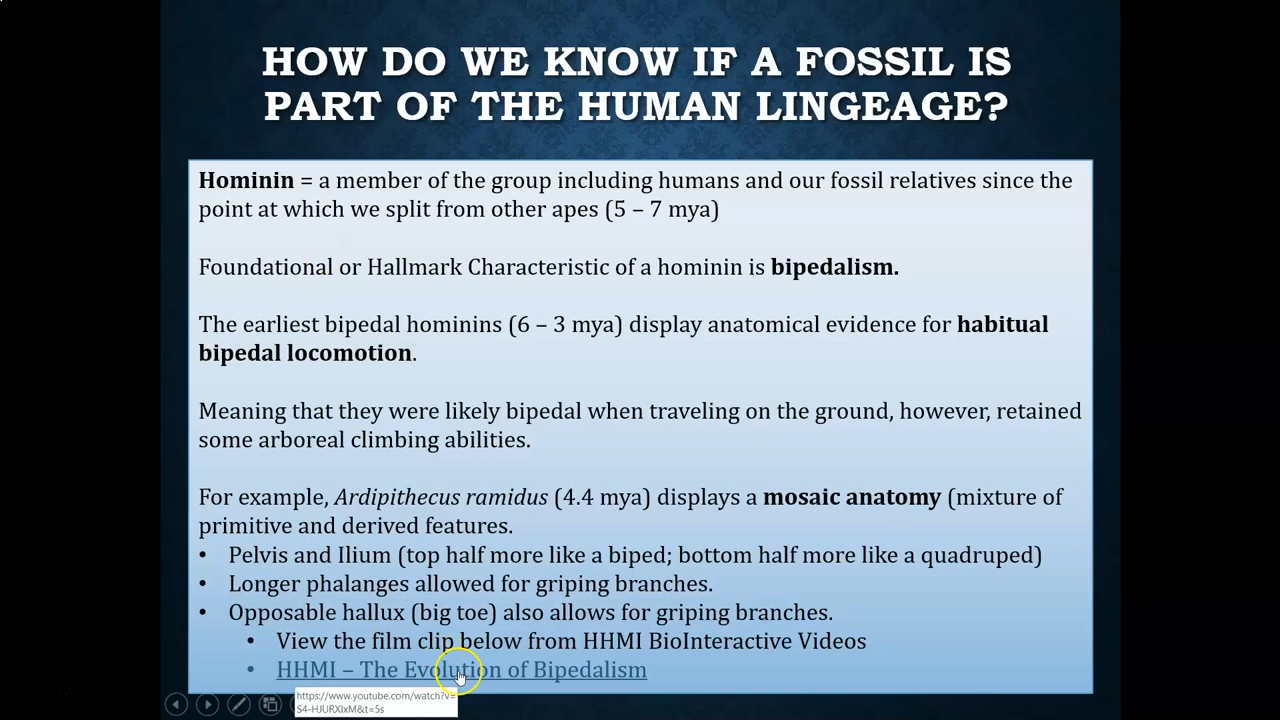 HOW DO WE KNOW IF A FOSSIL IS
PART OF THE HUMAN LINGEAGE?
Hominin = a member of the group including humans and our fossil relatives since the
point at which we split from other apes (5 – 7 mya)
Foundational or Hallmark Characteristic of a hominin is bipedalism.
The earliest bipedal hominins (6 – 3 mya) display anatomical evidence for habitual
bipedal locomotion.
Meaning that they were likely bipedal when traveling on the ground, however, retained
some arboreal climbing abilities.
For example, Ardipithecus ramidus (4.4 mya) displays a mosaic anatomy (mixture of
primitive and derived features.
• Pelvis and Ilium (top half more like a biped; bottom half more like a quadruped)
• Longer phalanges allowed for griping branches.
• Opposable hallux (big toe) also allows for griping branches.
• View the film clip below from HHMI BioInteractive Videos
• HHMI – The Evolution of Bipedalism
https://www.youtube.com/watch?v=
S4-HJURXIxM&t=5s